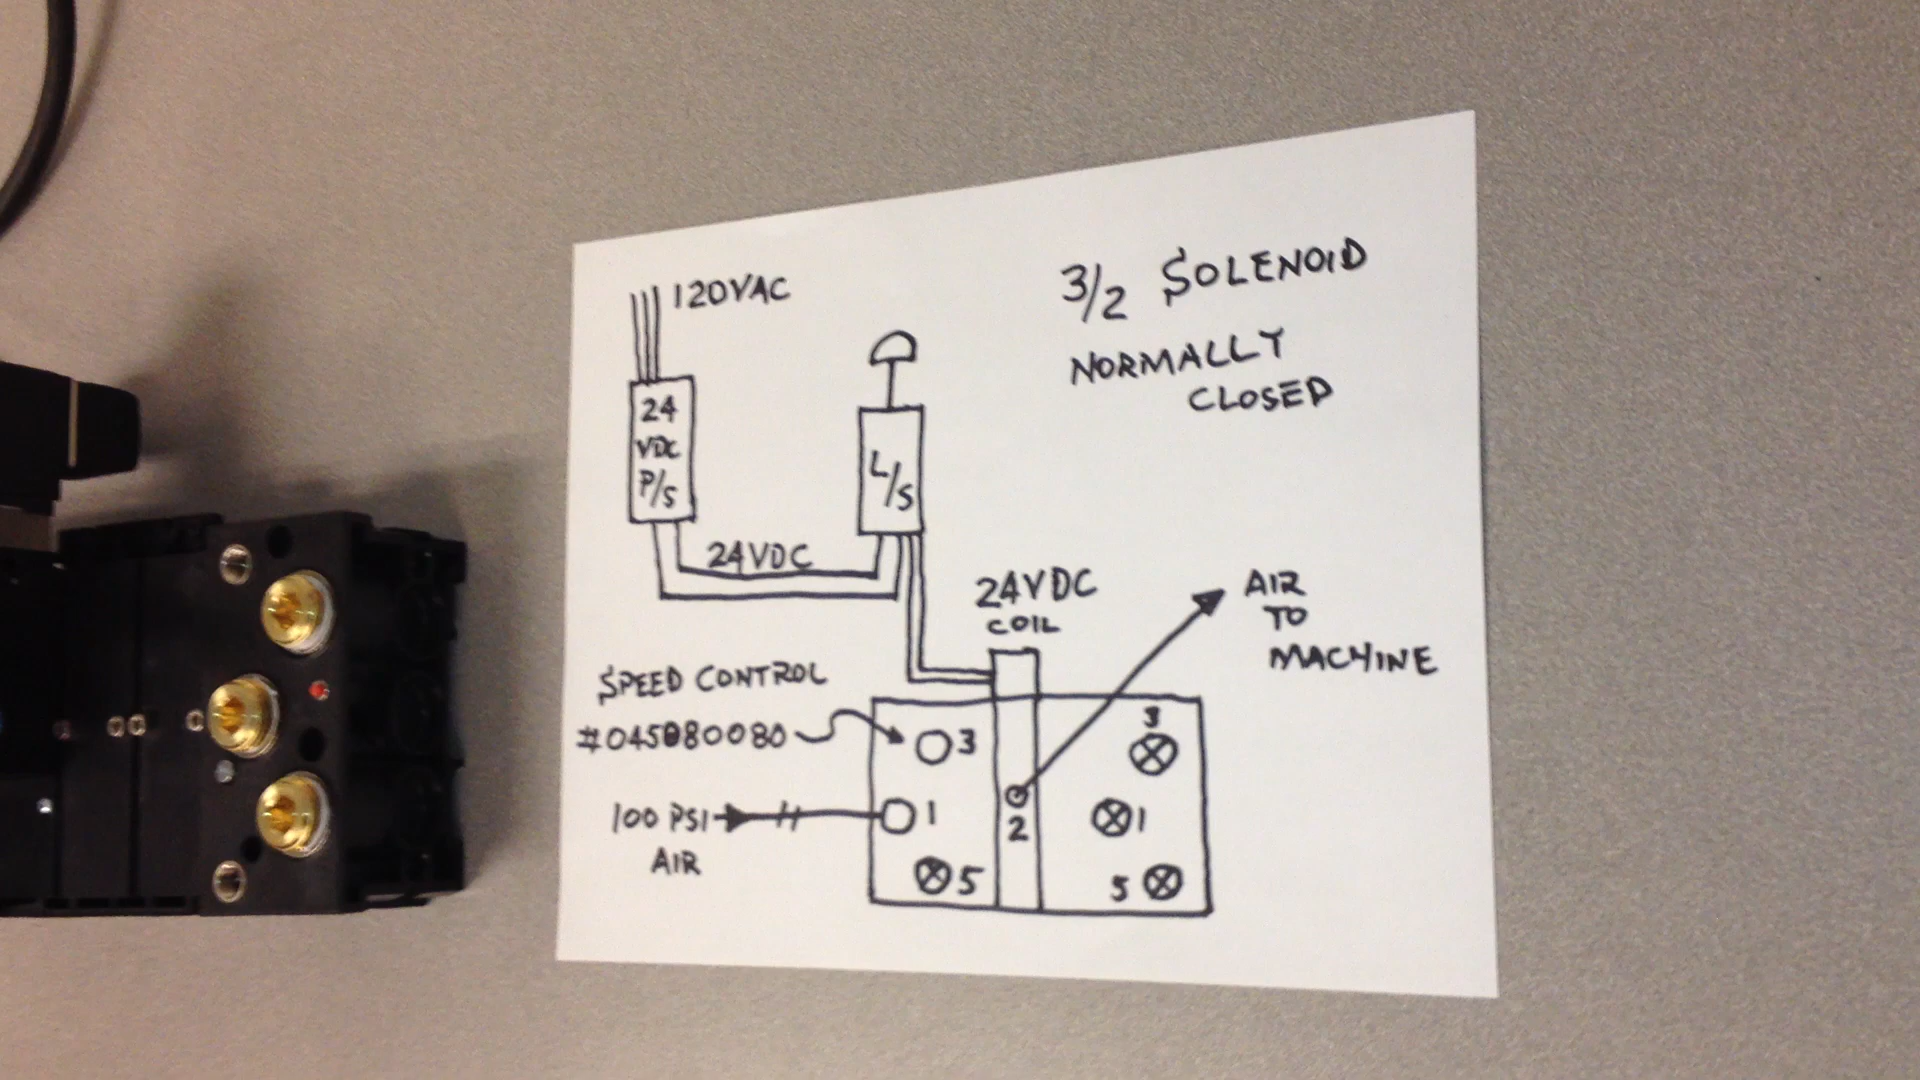 120VAC
3/2 SOLENOID
NORMALLY
CLOSED
24
VDC
P/S
L/S
24VDC
24VDC
COIL
AIR
TO
MACHINE
SPEED CONTROL
#045080080
3
3
100 PSI
AIR
1
2
1
5
5